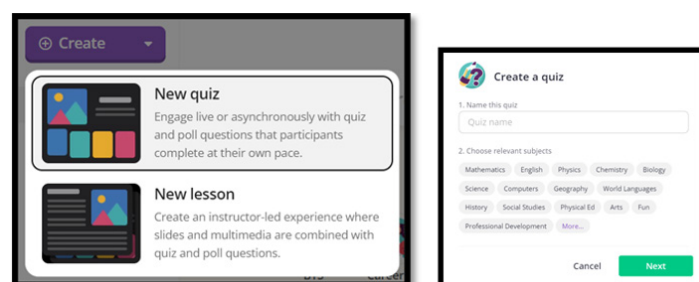 Create
New quiz
Engage live or asynchronously with quiz
and poll questions that participants
complete at their own pace.
New lesson
Create an instructor-led experience where
slides and multimedia are combined with
quiz and poll questions.
Create a quiz
1. Name this quiz
Quiz name
2. Choose relevant subjects
Mathematics English Physics Chemistry Biology
Science Computers Geography World Languages
History Social Studies Physical Ed Arts Fun
Professional Development More...
Cancel Next